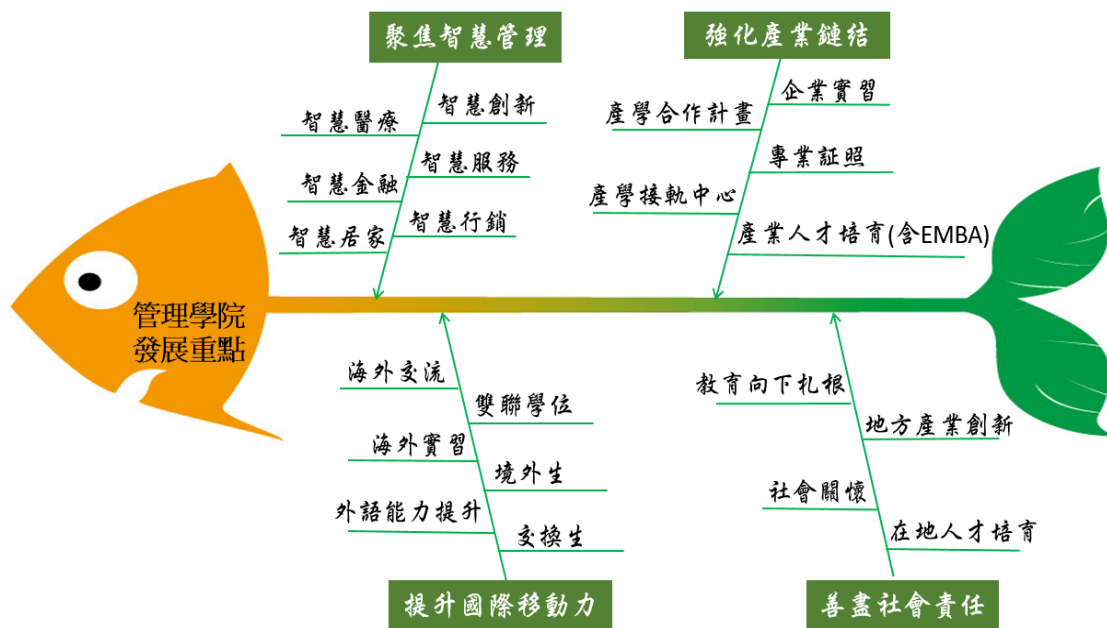 聚焦智慧管理
強化產業鏈结
智慧創新
智慧醫療
智慧服務
智慧金融
智慧行銷
智慧居家
企業實習
產學合作計畫
專業証照
產學接軌中心
產業人才培育(含EMBA)
管理學院
發展重點
海外交流
雙聯學位
海外實習
境外生
外語能力提升
交換生
教育向下札根
地方產業創新
社會關懷
在地人才培育
提升國際移動力
善盡社會責任